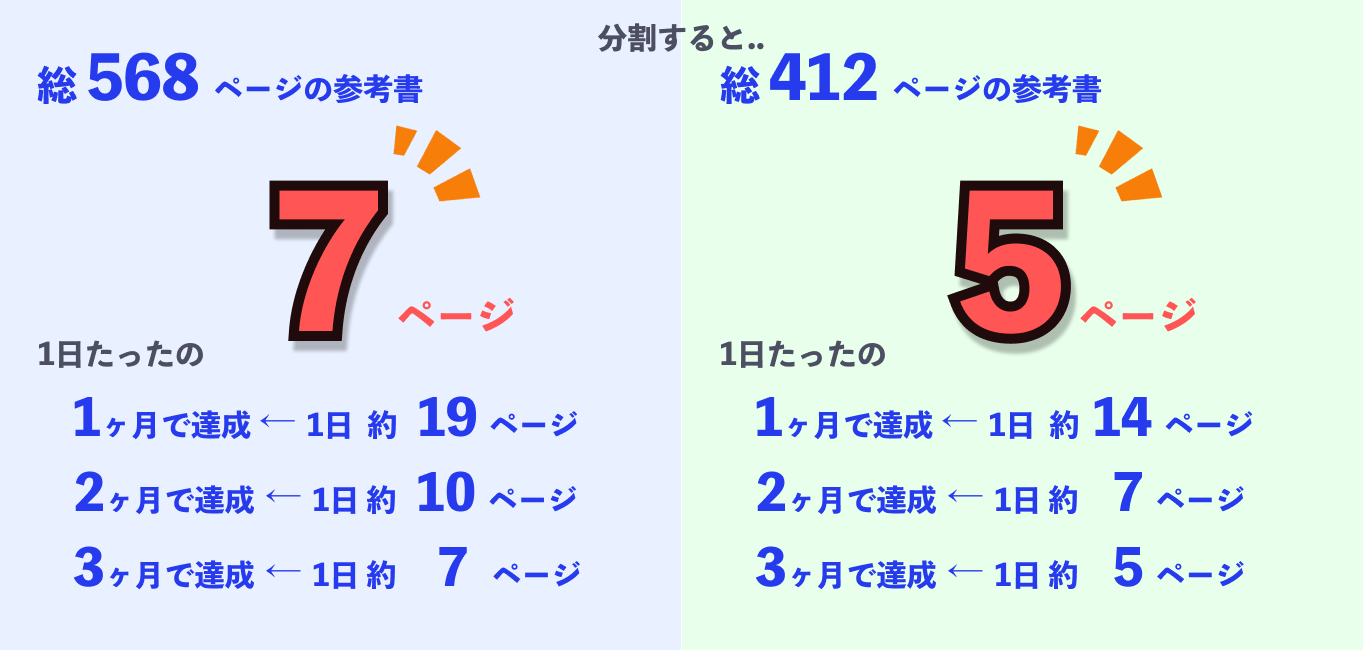 分割すると..
総 568 ページの参考書
7 ページ
1日たったの
1ヶ月で達成 ← 1日 約 19 ページ
2ヶ月で達成 ← 1日 約 10 ページ
3ヶ月で達成 ← 1日 約 7 ページ
総 412 ページの参考書
5 ページ
1日たったの
1ヶ月で達成 ← 1日 約 14 ページ
2ヶ月で達成 ← 1日 約 7 ページ
3ヶ月で達成 ← 1日 約 5 ページ